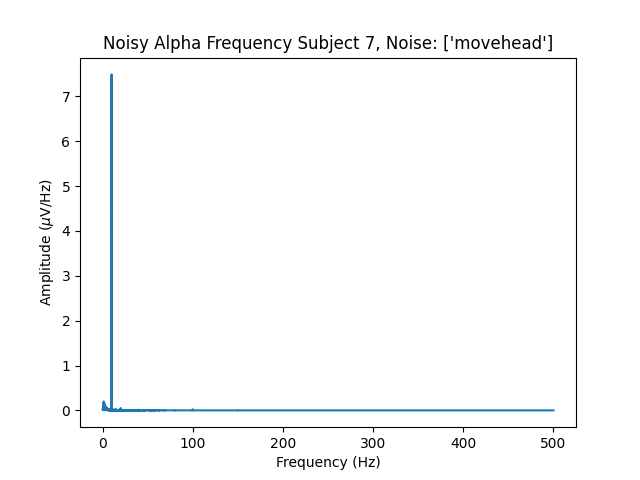 Noisy Alpha Frequency Subject 7, Noise: ['movehead']
7
6
5
4
3
2
1
0
Amplitude (μV/Hz)
0 100 200 300 400 500
Frequency (Hz)